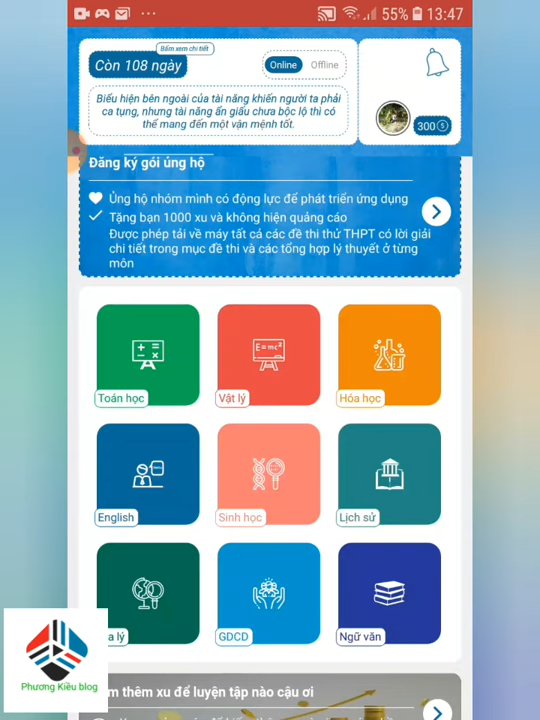 55% 13:47
Bấm xem chi tiết
Còn 108 ngày
Online Offline
Biểu hiện bên ngoài của tài năng khiến người ta phải
ca tụng, nhưng tài năng ẩn giấu chưa bộc lộ thì có
thể mang đến một vận mệnh tốt.
300
Đăng ký gói ủng hộ
Ủng hộ nhóm mình có động lực để phát triển ứng dụng
Tặng bạn 1000 xu và không hiện quảng cáo
Được phép tải về máy tất cả các đề thi thử THPT có lời giải
chi tiết trong mục đề thi và các tổng hợp lý thuyết ở từng
môn
E=mc²
Toán học Vật lý Hóa học
English Sinh học Lịch sử
lý GDCD Ngữ văn
Phương Kiều blog
thêm xu để luyện tập nào cậu ơi